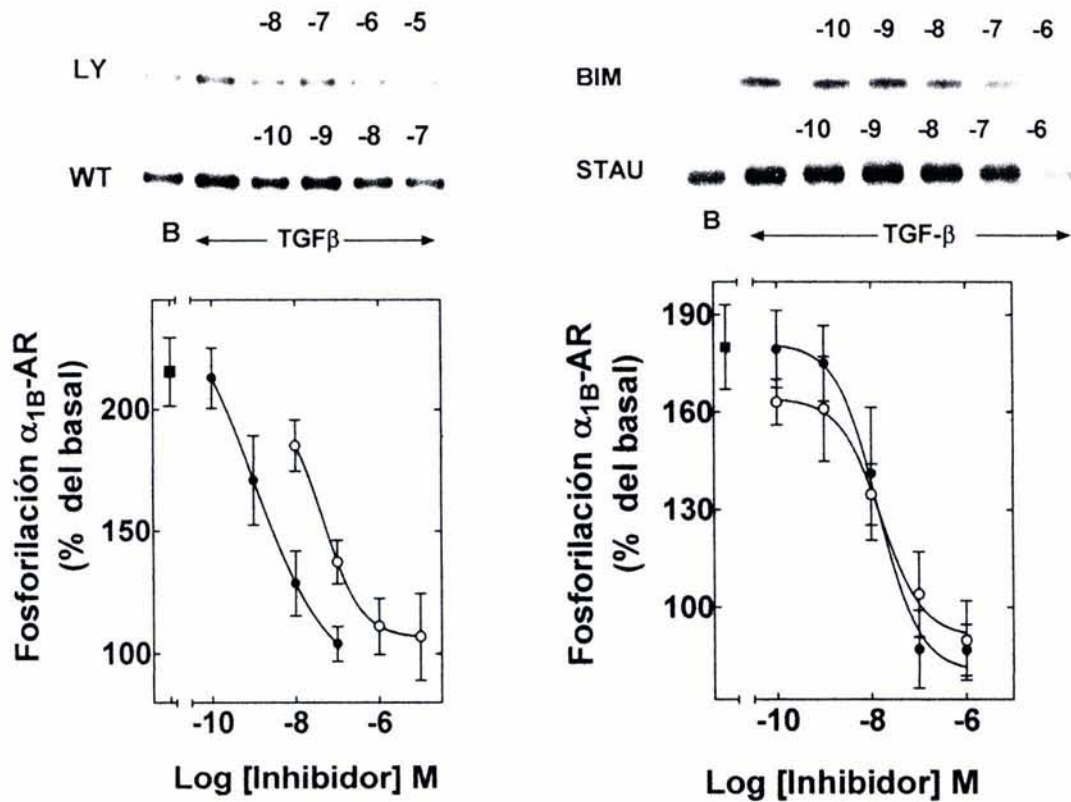 -8 -7 -6 -5
LY
-10 -9 -8 -7
WT
B TGFβ
Fosforilación α1B-AR
(% del basal)
200
150
100
-10 -8 -6
Log [Inhibidor] M
-10 -9 -8 -7 -6
BIM
-10 -9 -8 -7 -6
STAU
B
TGF-β
Fosforilación α1B-AR
(% del basal)
190
160
130
100
-10 -8 -6
Log [Inhibidor] M